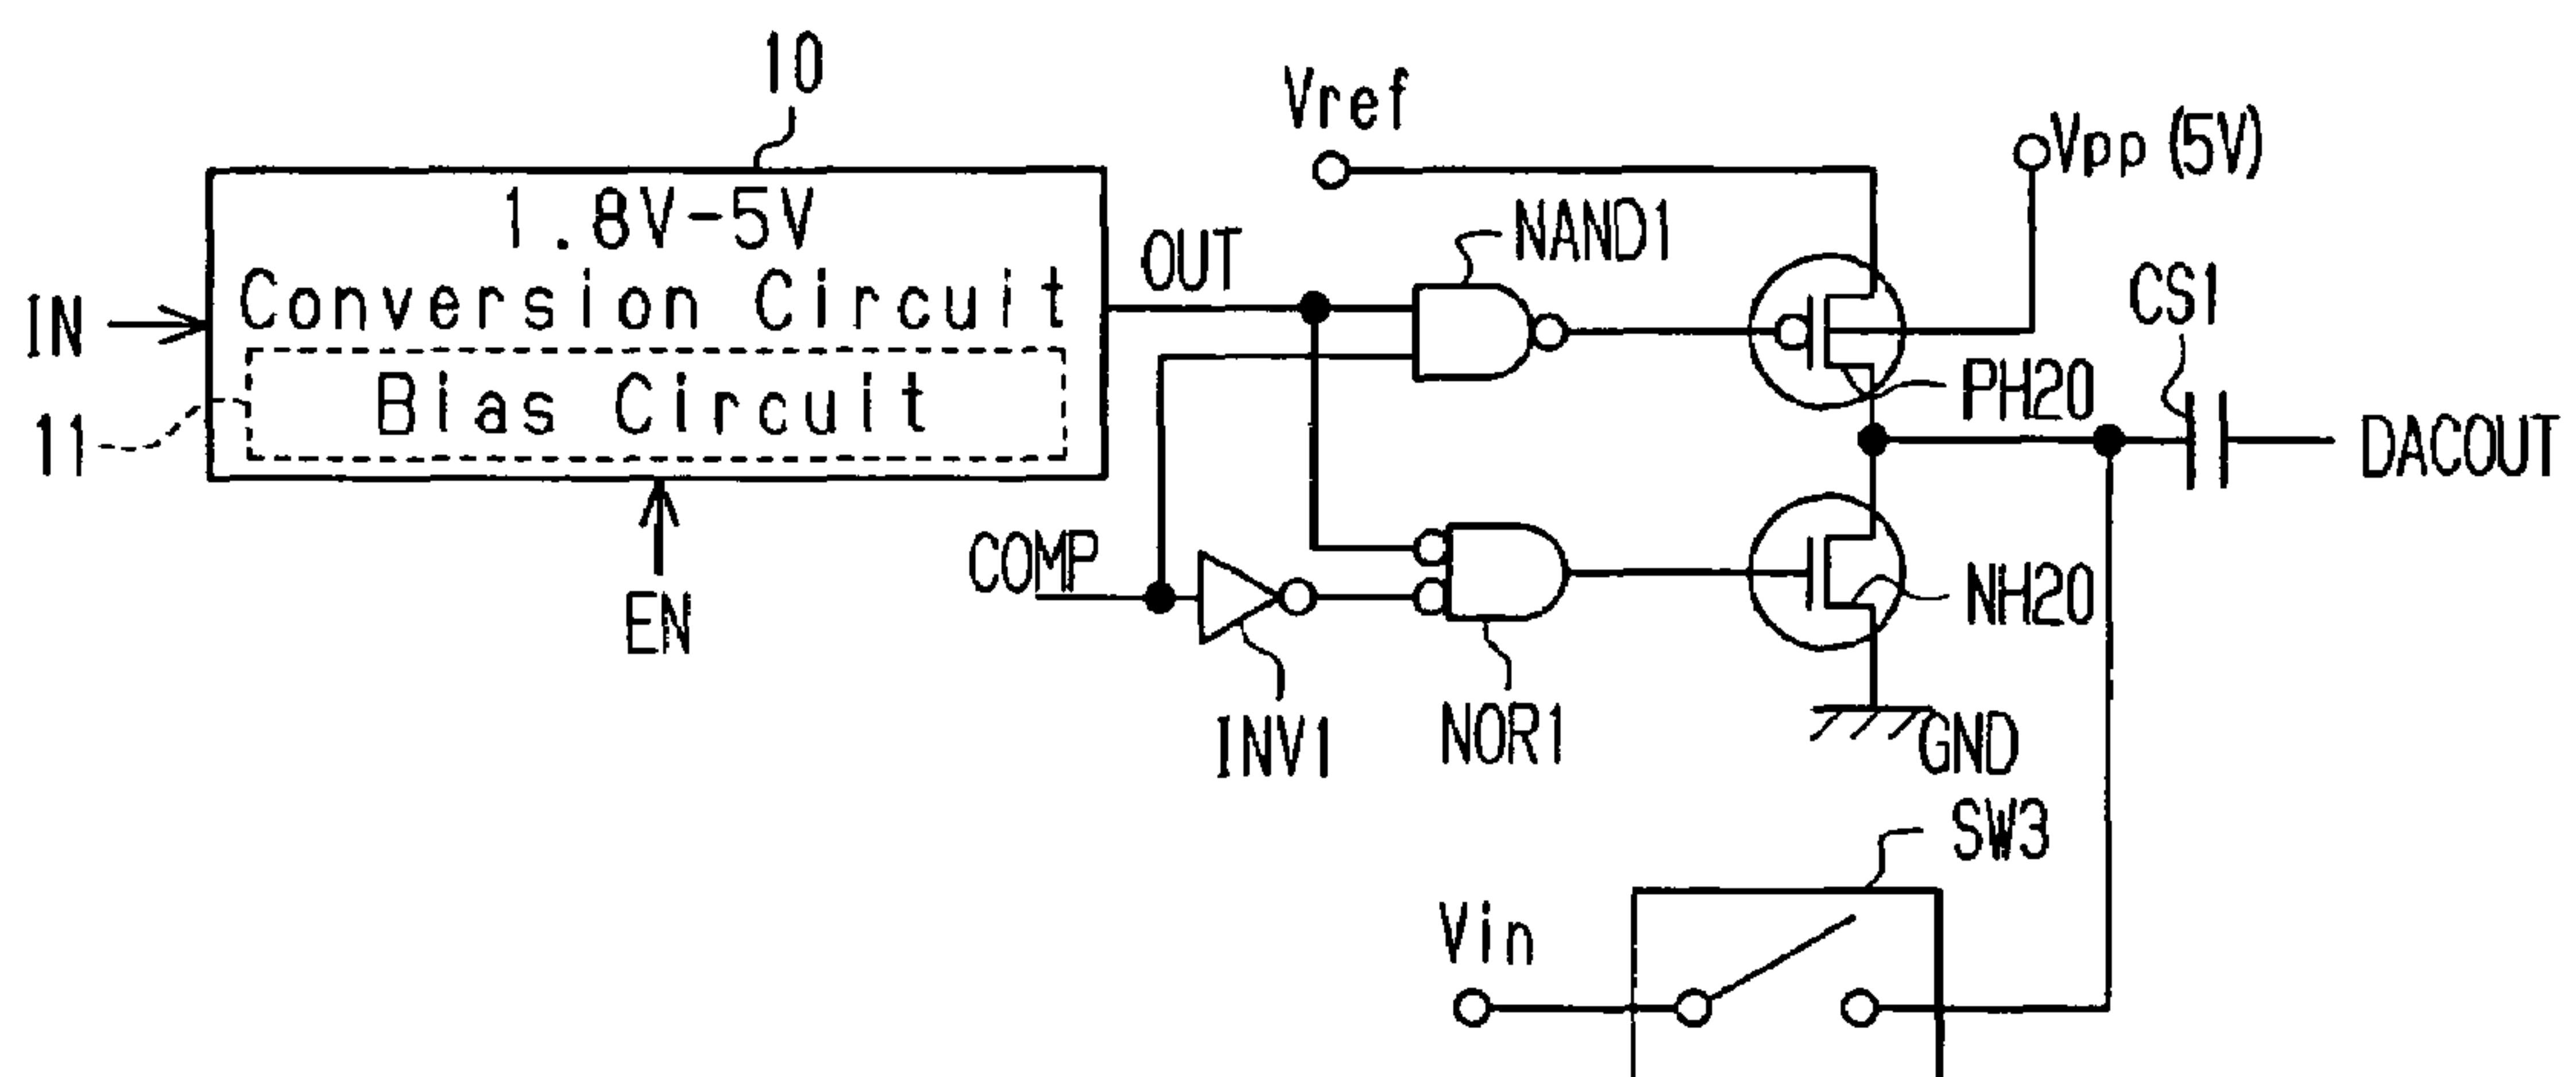 10
Vref
Vpp (5V)
1.8V-5V
Conversion Circuit
Bias Circuit
IN
11
EN
OUT
NAND1
CS1
PH20
DACOUT
COMP
NH20
INV1
NOR1
GND
SW3
Vin